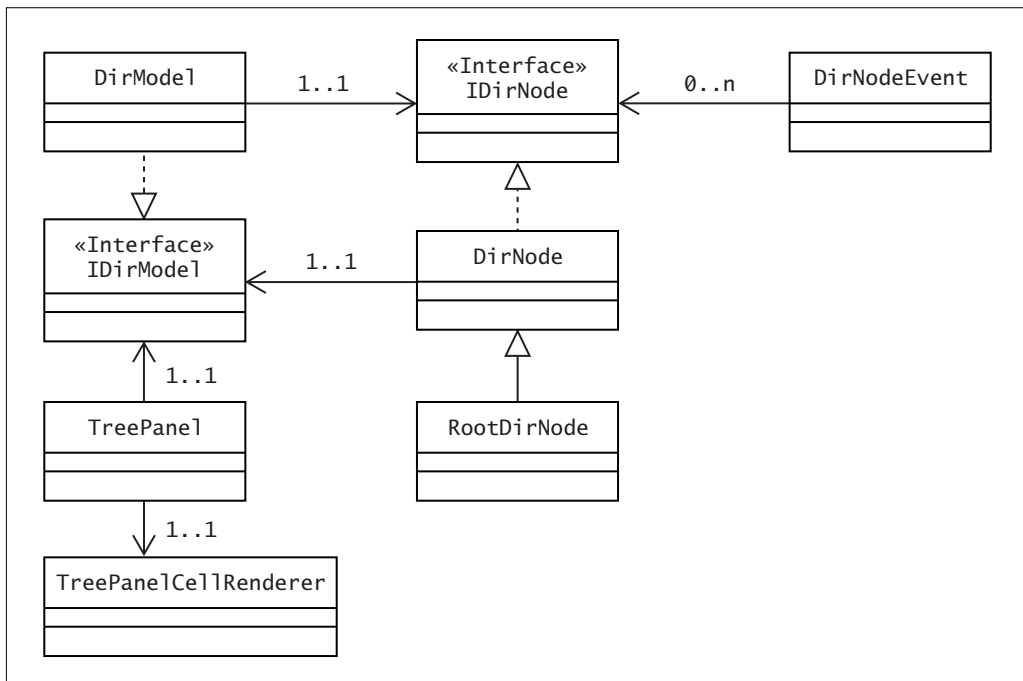 DirModel
1..1
«Interface»
IDirNode
0..n
DirNodeEvent
«Interface»
IDirModel
1..1
DirNode
1..1
TreePanel
RootDirNode
1..1
TreePanelCellRenderer